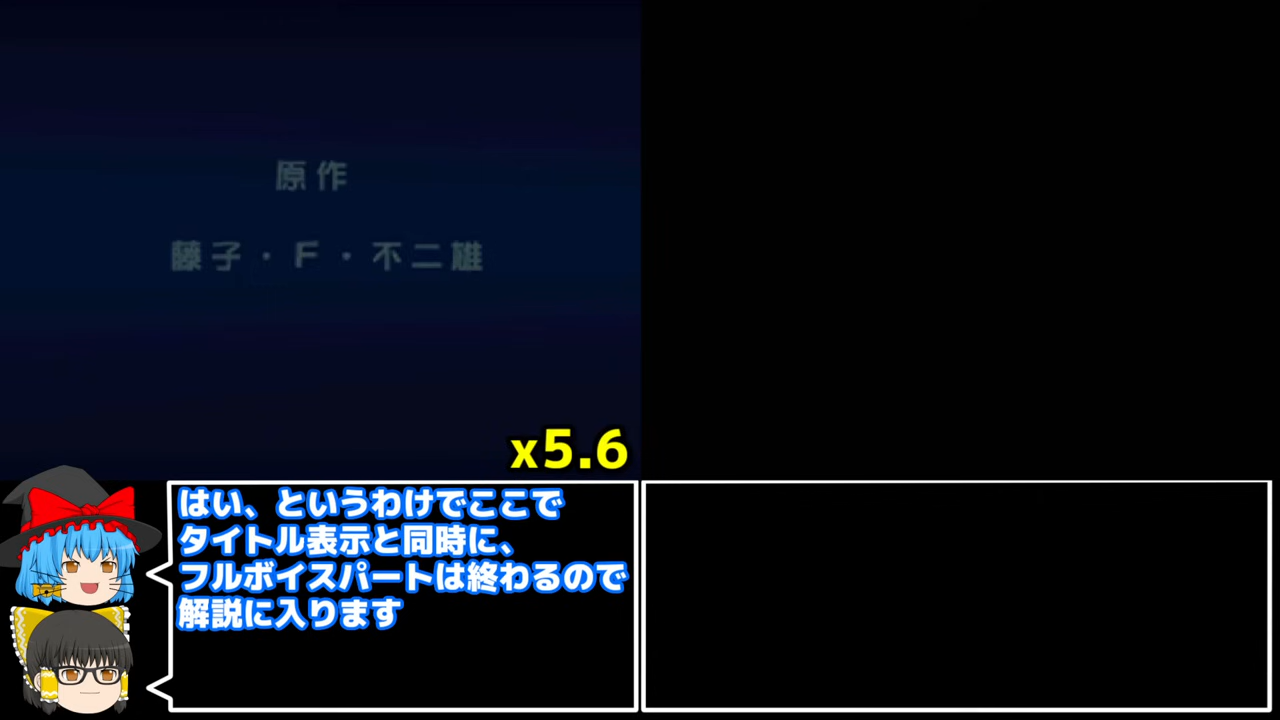 原作
藤子・F・不二雄
x5.6
はい、というわけでここで
タイトル表示と同時に、
フルボイスパートは終わるので
解説に入ります